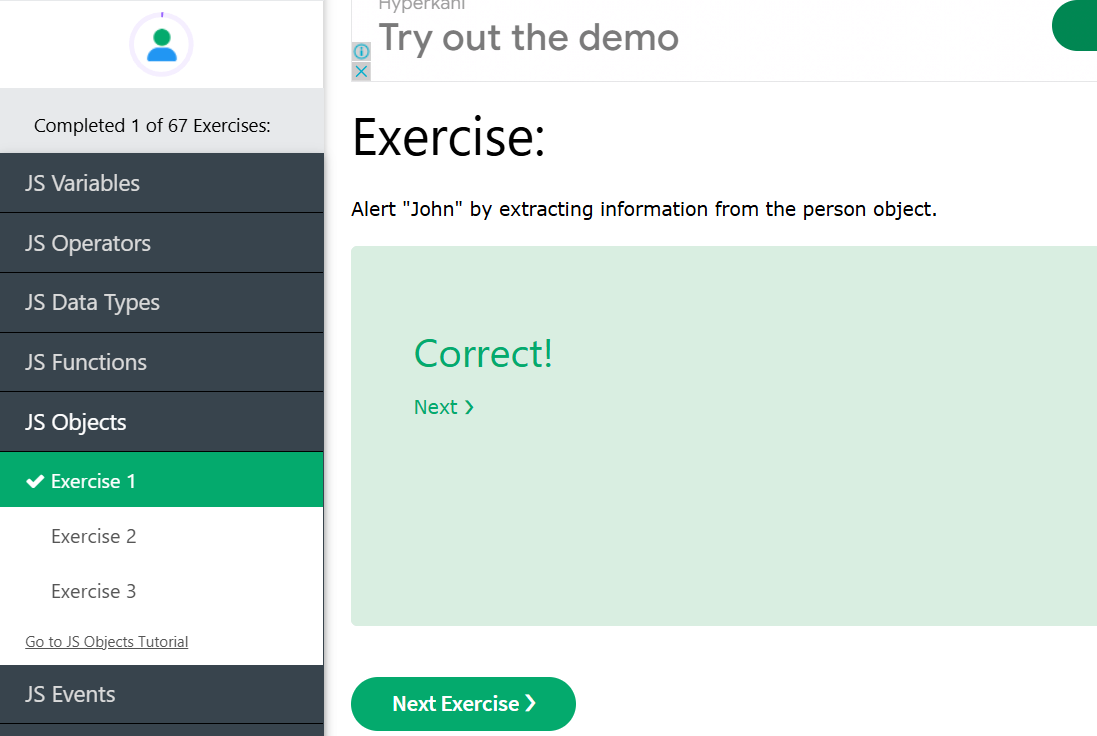 Hyperkani
Try out the demo
Completed 1 of 67 Exercises:
JS Variables
JS Operators
JS Data Types
JS Functions
JS Objects
Exercise 1
Exercise 2
Exercise 3
Go to JS Objects Tutorial
JS Events
Exercise:
Alert "John" by extracting information from the person object.
Correct!
Next ❯
Next Exercise ❯